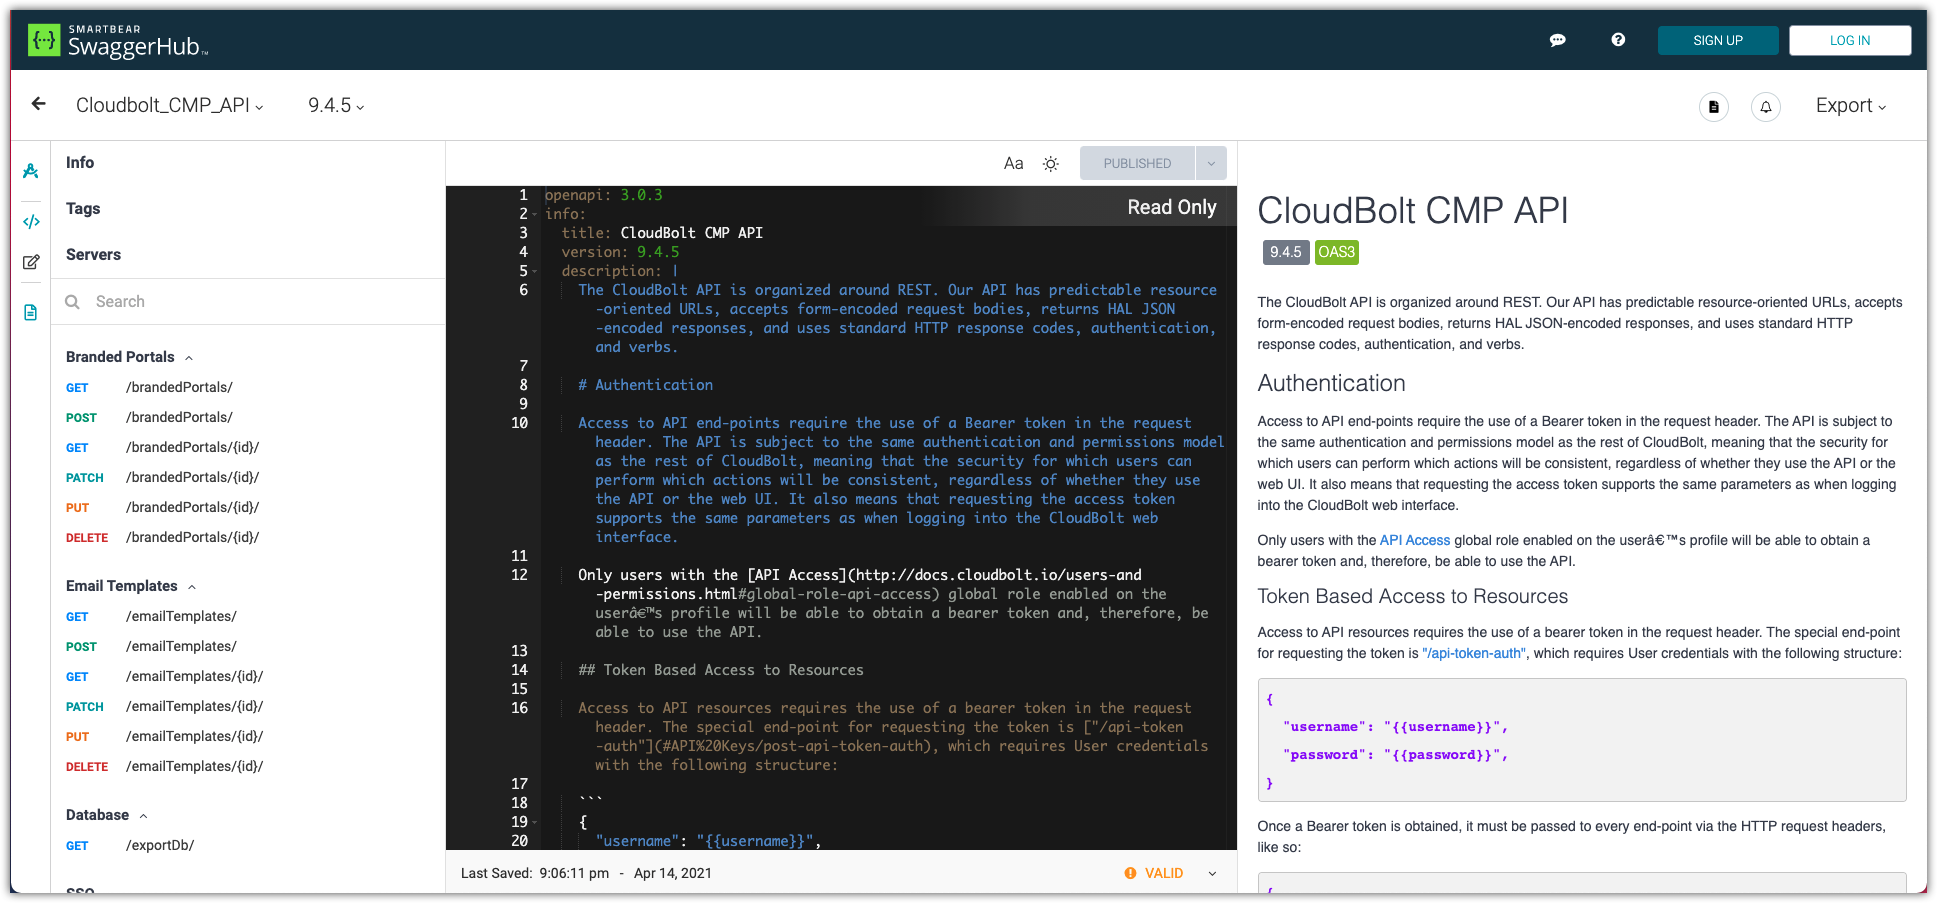 SMARTBEAR
SwaggerHub™
SIGN UP
LOG IN
Cloudbolt_CMP_API
9.4.5
Export
Info
Tags
Servers
Search
Branded Portals
GET /brandedPortals/
POST /brandedPortals/
GET /brandedPortals/{id}/
PATCH /brandedPortals/{id}/
PUT /brandedPortals/{id}/
DELETE /brandedPortals/{id}/
Email Templates
GET /emailTemplates/
POST /emailTemplates/
GET /emailTemplates/{id}/
PATCH /emailTemplates/{id}/
PUT /emailTemplates/{id}/
DELETE /emailTemplates/{id}/
Database
GET /exportDb/
SSO
Aa
PUBLISHED
Read Only
1 openapi: 3.0.3
2 info:
3 title: CloudBolt CMP API
4 version: 9.4.5
5 description: |
6 The CloudBolt API is organized around REST. Our API has predictable resource
-oriented URLs, accepts form-encoded request bodies, returns HAL JSON
-encoded responses, and uses standard HTTP response codes, authentication,
and verbs.
7
8 # Authentication
9
10 Access to API end-points require the use of a Bearer token in the request
header. The API is subject to the same authentication and permissions model
as the rest of CloudBolt, meaning that the security for which users can
perform which actions will be consistent, regardless of whether they use
the API or the web UI. It also means that requesting the access token
supports the same parameters as when logging into the CloudBolt web
interface.
11
12 Only users with the [API Access](http://docs.cloudbolt.io/users-and
-permissions.html#global-role-api-access) global role enabled on the
userâ€™s profile will be able to obtain a bearer token and, therefore, be
able to use the API.
13
14 ## Token Based Access to Resources
15
16 Access to API resources requires the use of a bearer token in the request
header. The special end-point for requesting the token is ["/api-token
-auth"](#API%20Keys/post-api-token-auth), which requires User credentials
with the following structure:
17
18 ```
19 {
20 "username": "{{username}}",
Last Saved: 9:06:11 pm - Apr 14, 2021
VALID
CloudBolt CMP API
9.4.5 OAS3
The CloudBolt API is organized around REST. Our API has predictable resource-oriented URLs, accepts
form-encoded request bodies, returns HAL JSON-encoded responses, and uses standard HTTP
response codes, authentication, and verbs.
Authentication
Access to API end-points require the use of a Bearer token in the request header. The API is subject to
the same authentication and permissions model as the rest of CloudBolt, meaning that the security for
which users can perform which actions will be consistent, regardless of whether they use the API or the
web UI. It also means that requesting the access token supports the same parameters as when logging
into the CloudBolt web interface.
Only users with the API Access global role enabled on the userâ€™s profile will be able to obtain a
bearer token and, therefore, be able to use the API.
Token Based Access to Resources
Access to API resources requires the use of a bearer token in the request header. The special end-point
for requesting the token is "/api-token-auth", which requires User credentials with the following structure:
{
"username": "{{username}}",
"password": "{{password}}",
}
Once a Bearer token is obtained, it must be passed to every end-point via the HTTP request headers,
like so:
{